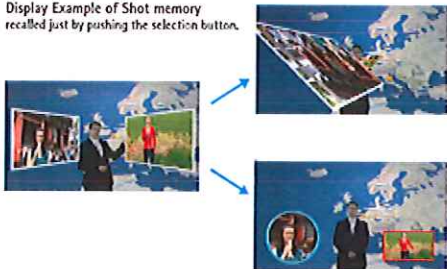 Display Example of Shot memory
recalled just by pushing the selection button.